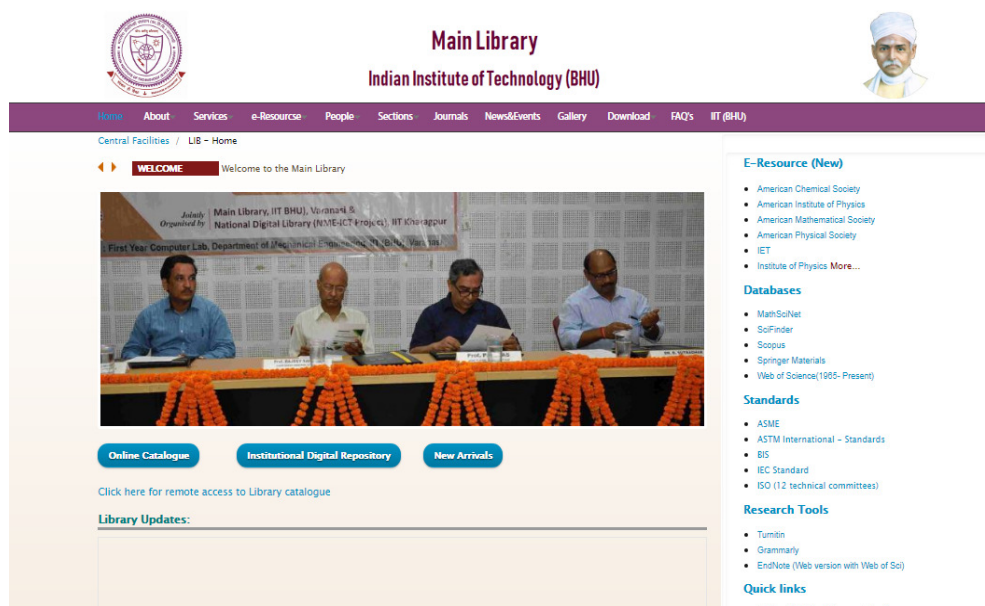 Main Library
Indian Institute of Technology (BHU)
Home About Services e-Resourcse People Sections Journals News&Events Gallery Download FAQ's IIT (BHU)
Central Facilities / LIB - Home
WELCOME Welcome to the Main Library
Jointly Organised by
Main Library, IIT BHU), Varanasi &
National Digital Library (NME-ICT Project), IIT Kharagpur
: First Year Computer Lab, Department of Mechanical Engineering, IIT (BHU), Varanasi
Online Catalogue
Institutional Digital Repository
New Arrivals
Click here for remote access to Library catalogue
Library Updates:
E-Resource (New)
American Chemical Society
American Institute of Physics
American Mathematical Society
American Physical Society
IET
Institute of Physics More...
Databases
MathSciNet
SciFinder
Scopus
Springer Materials
Web of Science(1965- Present)
Standards
ASME
ASTM International - Standards
BIS
IEC Standard
ISO (12 technical committees)
Research Tools
Turnitin
Grammarly
EndNote (Web version with Web of Sci)
Quick links